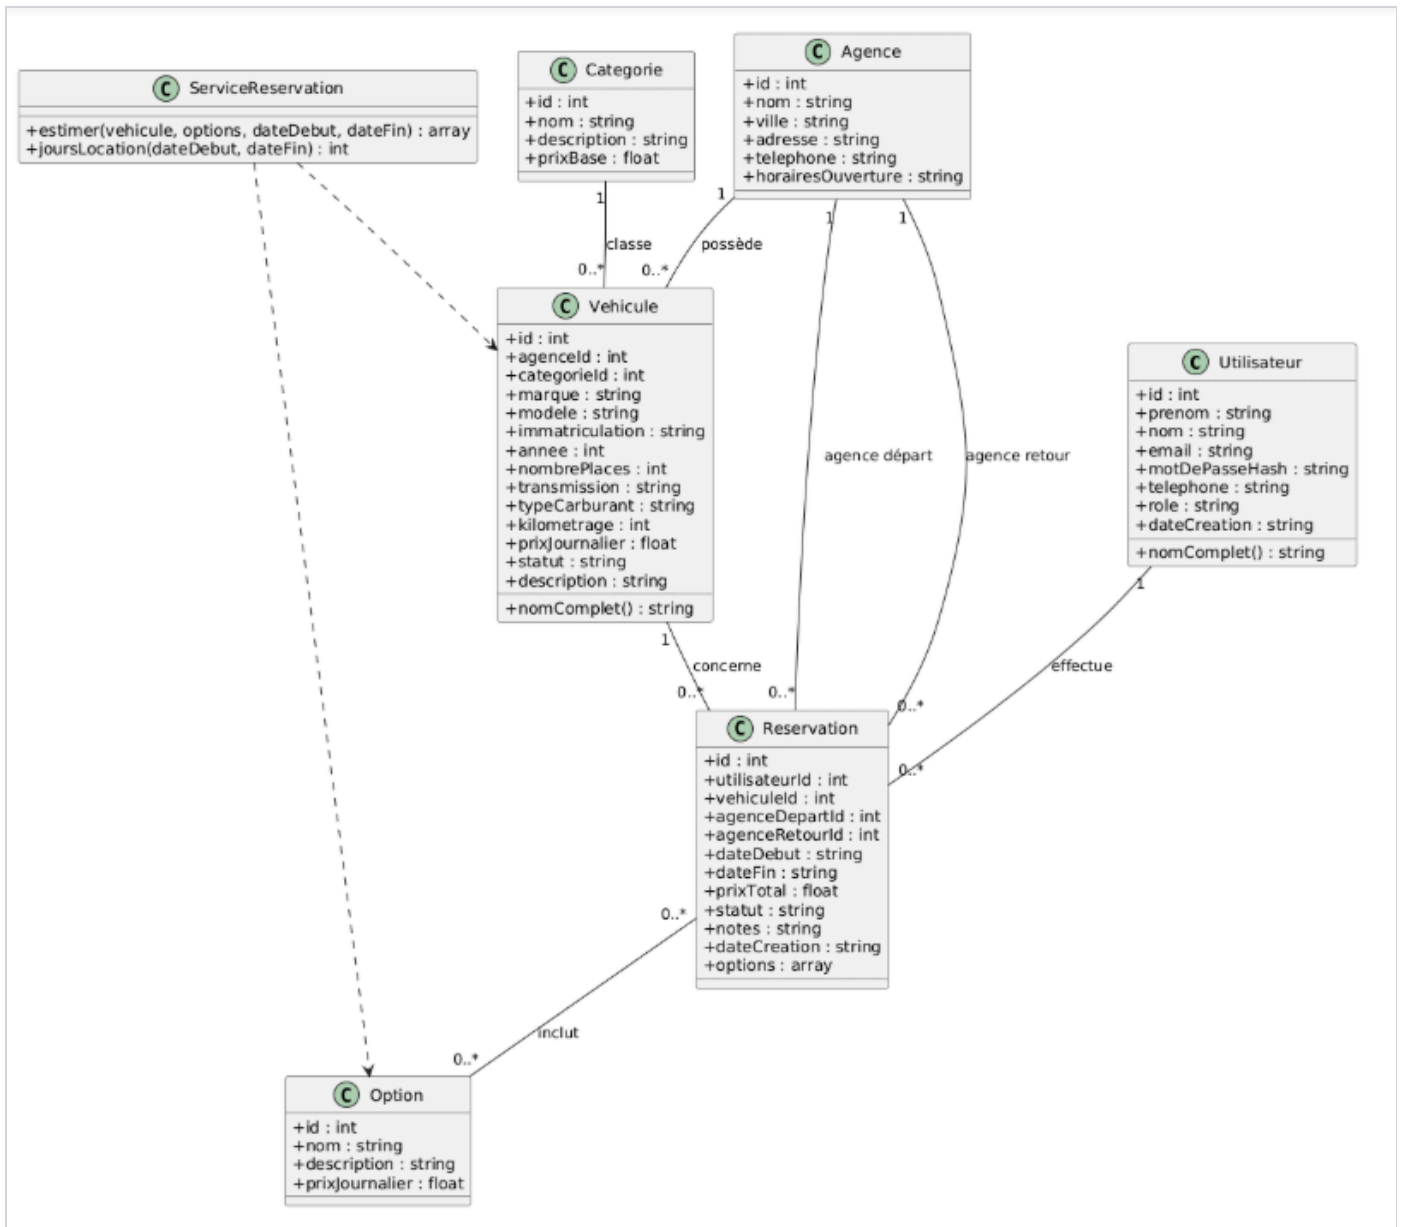 C ServiceReservation
+estimer(vehicule, options, dateDebut, dateFin) : array
+joursLocation(dateDebut, dateFin) : int
C Categorie
+id : int
+nom : string
+description : string
+prixBase : float
C Agence
+id : int
+nom : string
+ville : string
+adresse : string
+telephone : string
+horairesOuverture : string
1
classe
0..*
1
possède
0..*
1
agence départ
0..*
1
agence retour
0..*
C Vehicule
+id : int
+agenceId : int
+categorieId : int
+marque : string
+modele : string
+immatriculation : string
+annee : int
+nombrePlaces : int
+transmission : string
+typeCarburant : string
+kilometrage : int
+prixJournalier : float
+statut : string
+description : string
+nomComplet() : string
C Utilisateur
+id : int
+prenom : string
+nom : string
+email : string
+motDePasseHash : string
+telephone : string
+role : string
+dateCreation : string
+nomComplet() : string
1
concerne
0..*
1
effectue
0..*
C Reservation
+id : int
+utilisateurId : int
+vehiculeId : int
+agenceDepartId : int
+agenceRetourId : int
+dateDebut : string
+dateFin : string
+prixTotal : float
+statut : string
+notes : string
+dateCreation : string
+options : array
0..*
inclut
0..*
C Option
+id : int
+nom : string
+description : string
+prixJournalier : float